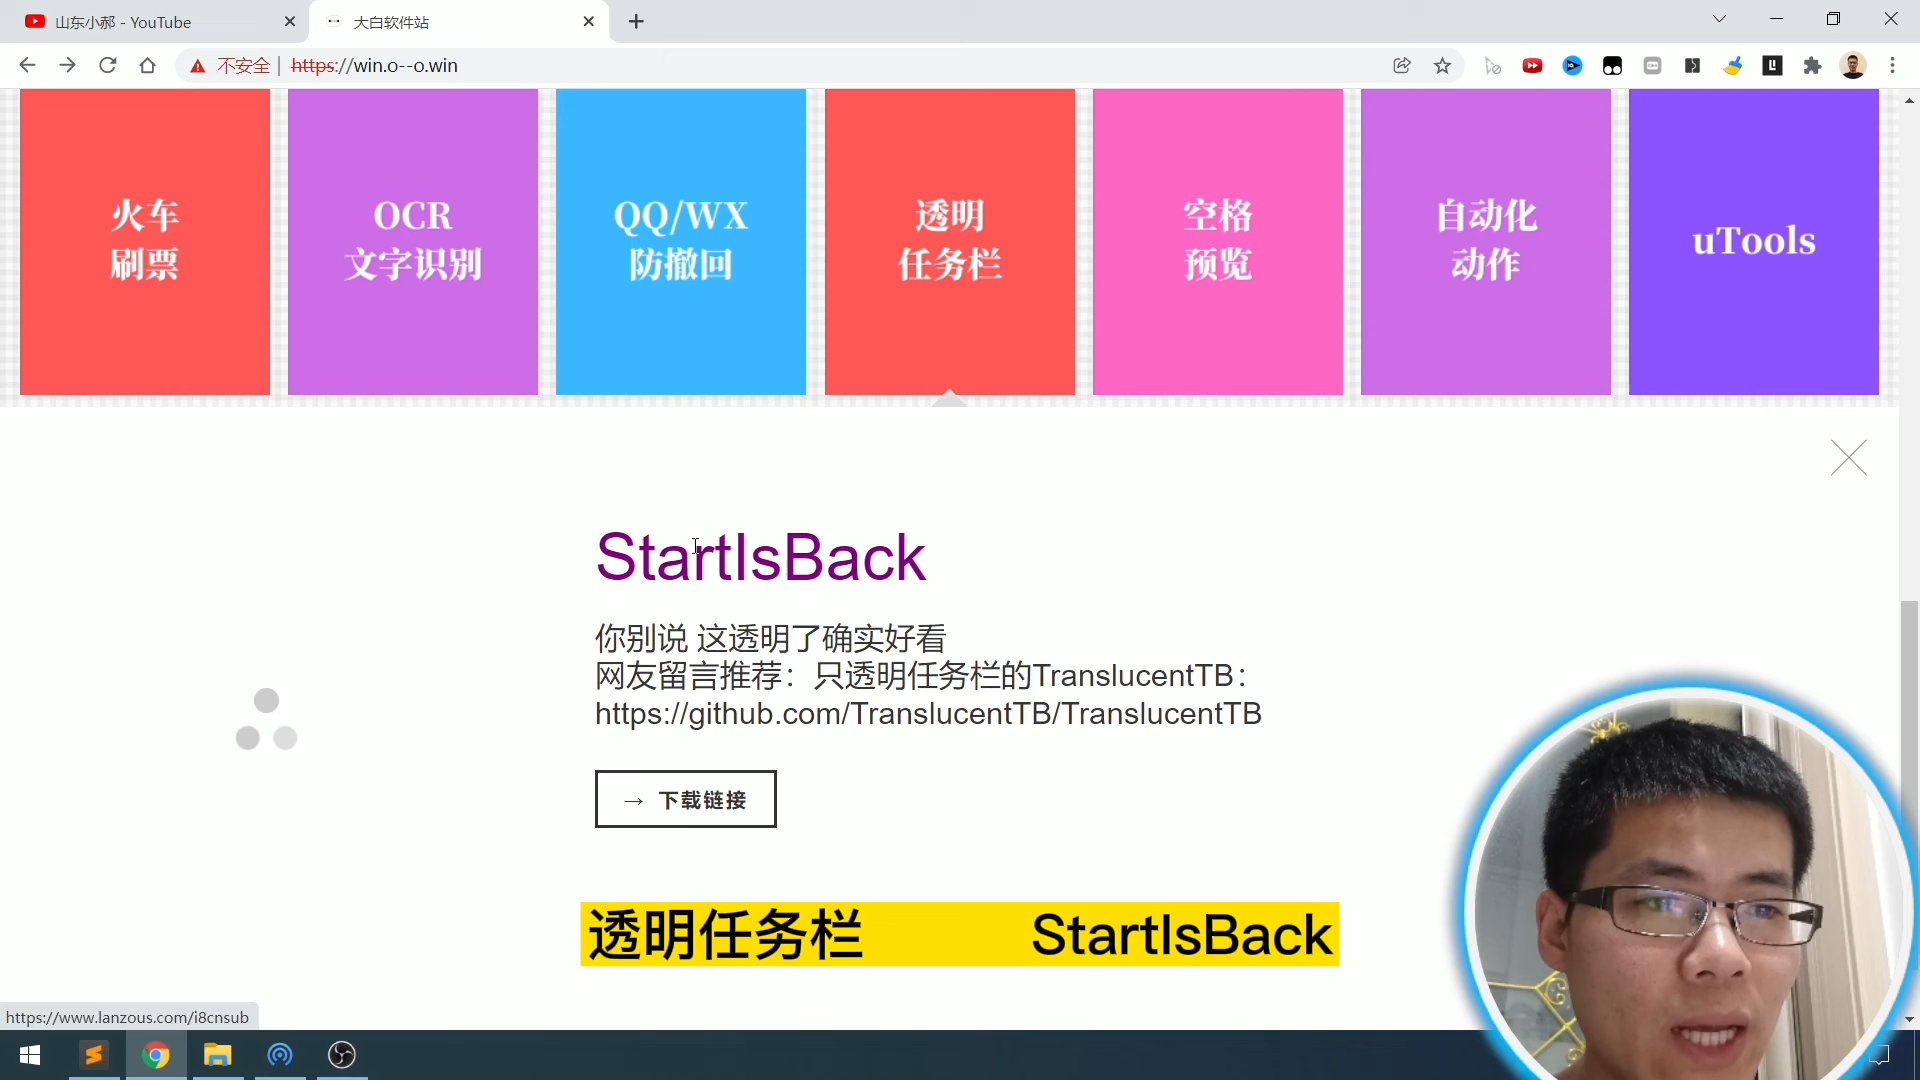 山东小郝 - YouTube
大白软件站
不安全 | https://win.o--o.win
火车
刷票
OCR
文字识别
QQ/WX
防撤回
透明
任务栏
空格
预览
自动化
动作
uTools
StartIsBack
你别说 这透明了确实好看
网友留言推荐：只透明任务栏的TranslucentTB：
https://github.com/TranslucentTB/TranslucentTB
→ 下载链接
透明任务栏 StartIsBack
https://www.lanzous.com/i8cnsub